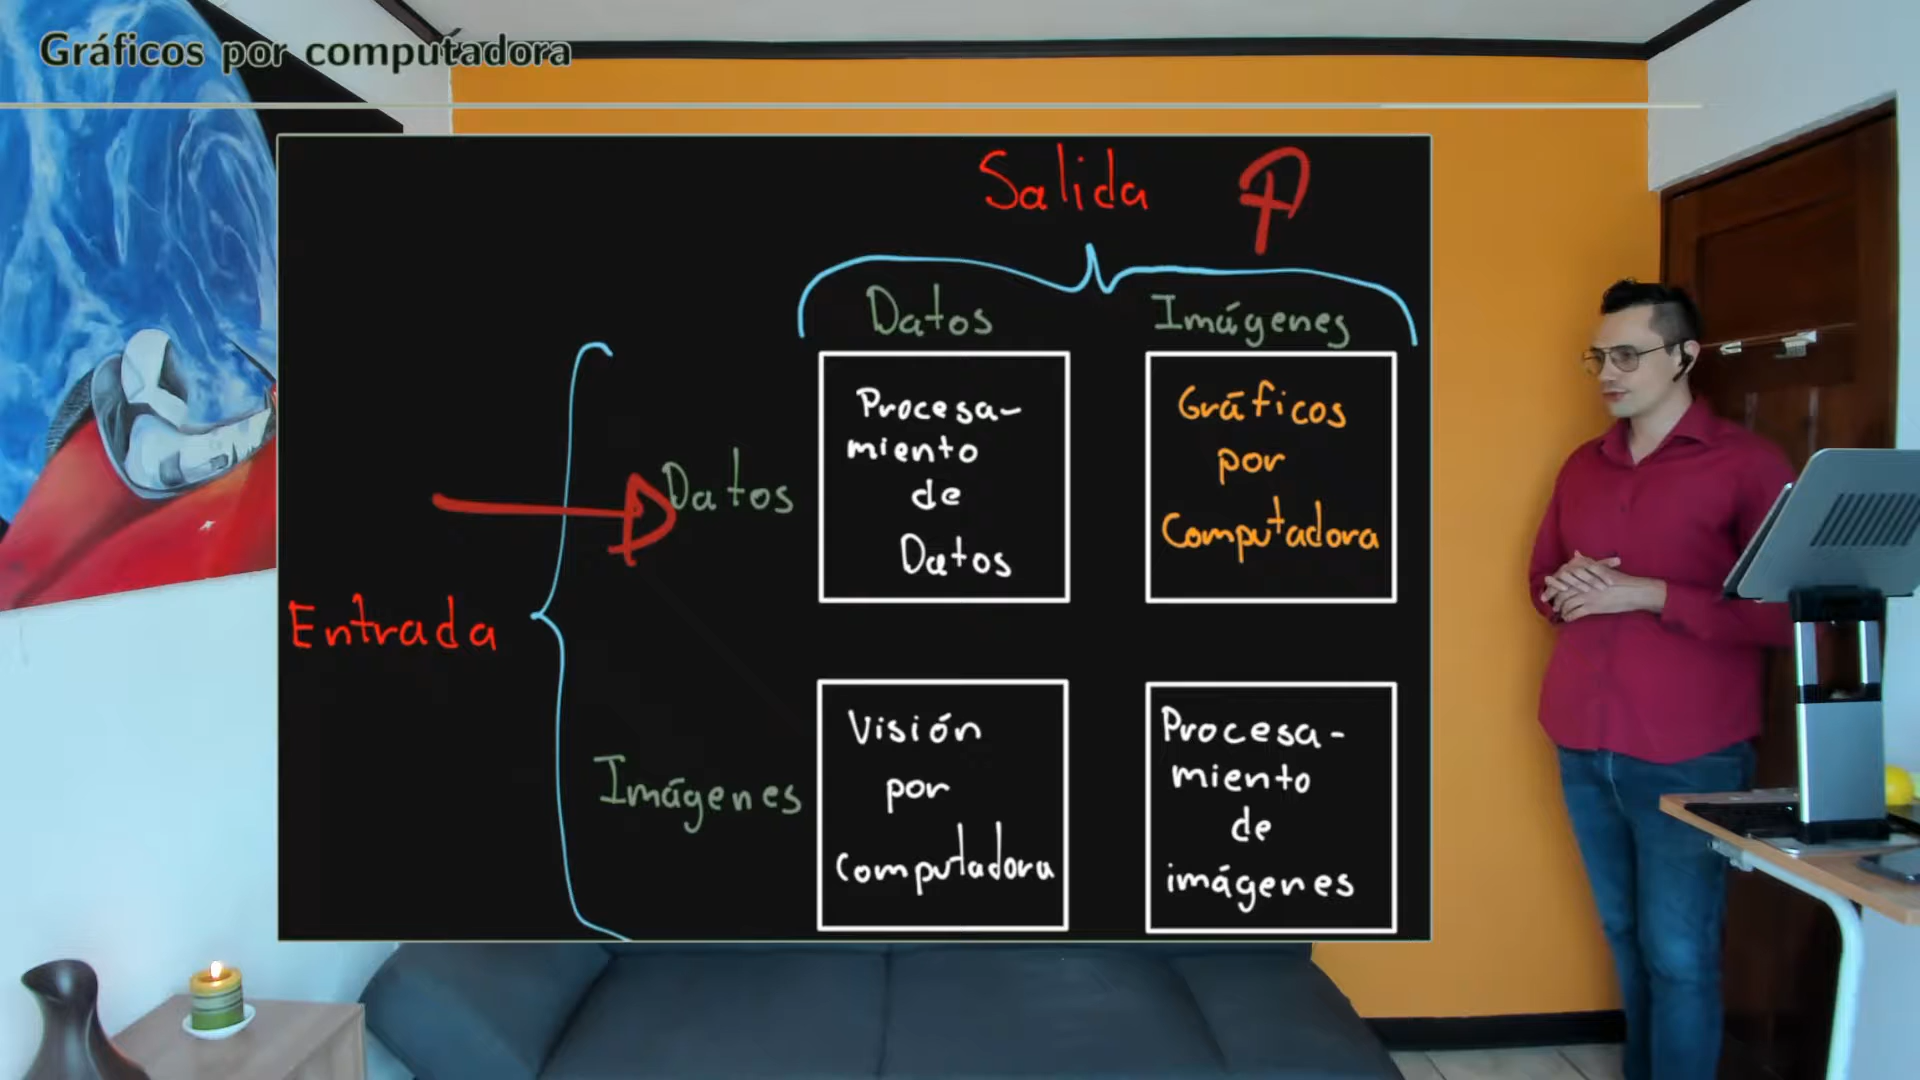 Gráficos por computadora
Salida
Datos
Imágenes
Entrada
Datos
Procesa-
miento
de
Datos
Gráficos
por
Computadora
Imágenes
Visión
por
Computadora
Procesa-
miento
de
imágenes